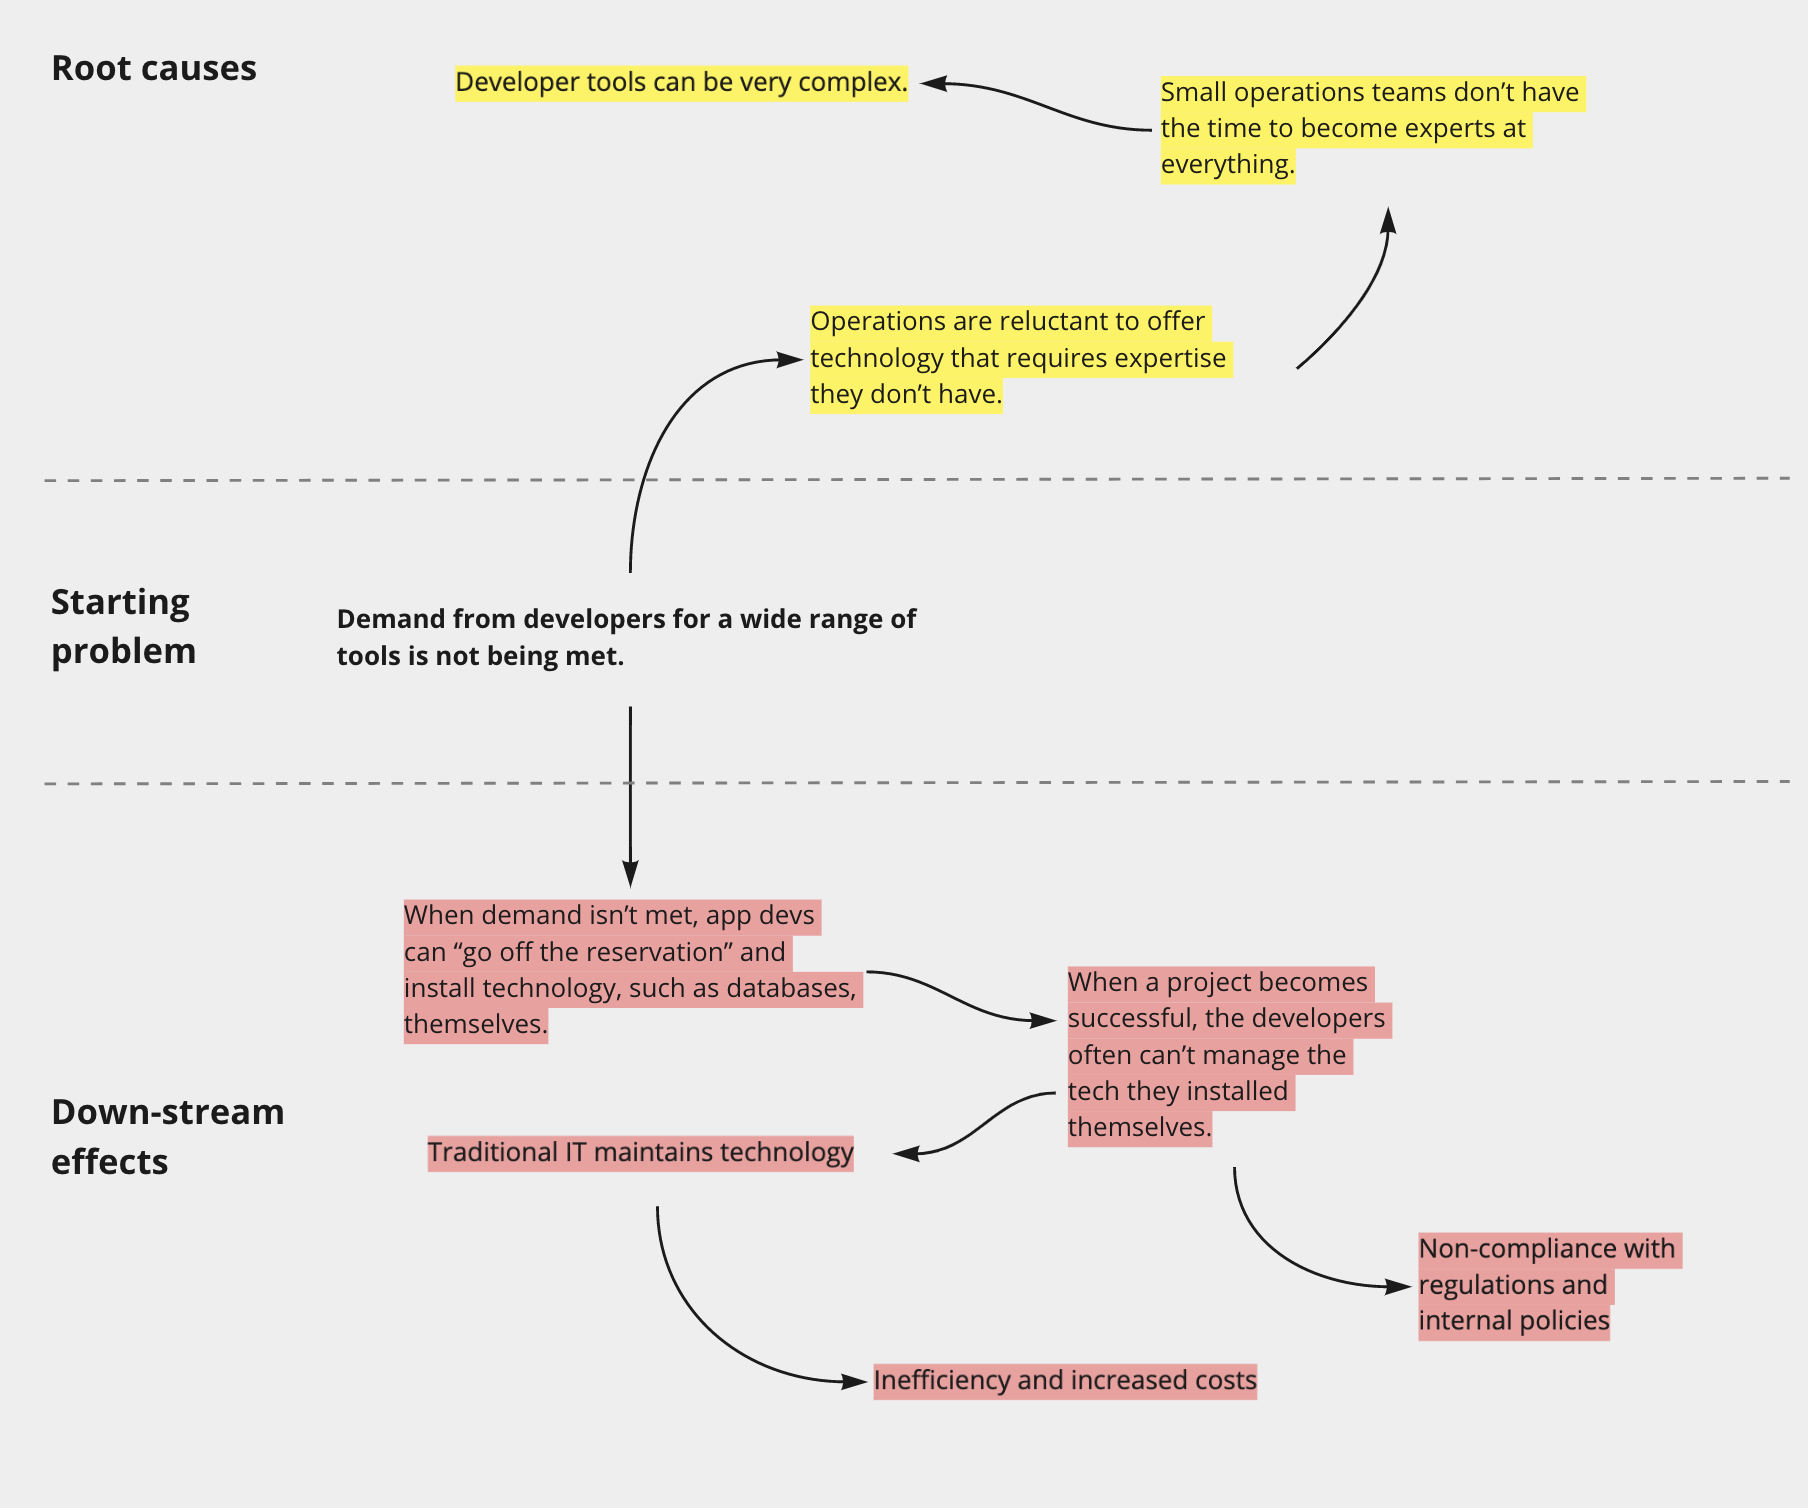 Root causes
Developer tools can be very complex.
Small operations teams don’t have
the time to become experts at
everything.
Operations are reluctant to offer
technology that requires expertise
they don’t have.
Starting
problem
Demand from developers for a wide range of
tools is not being met.
When demand isn’t met, app devs
can “go off the reservation” and
install technology, such as databases,
themselves.
When a project becomes
successful, the developers
often can’t manage the
tech they installed
themselves.
Down-stream
effects
Traditional IT maintains technology
Non-compliance with
regulations and
internal policies
Inefficiency and increased costs